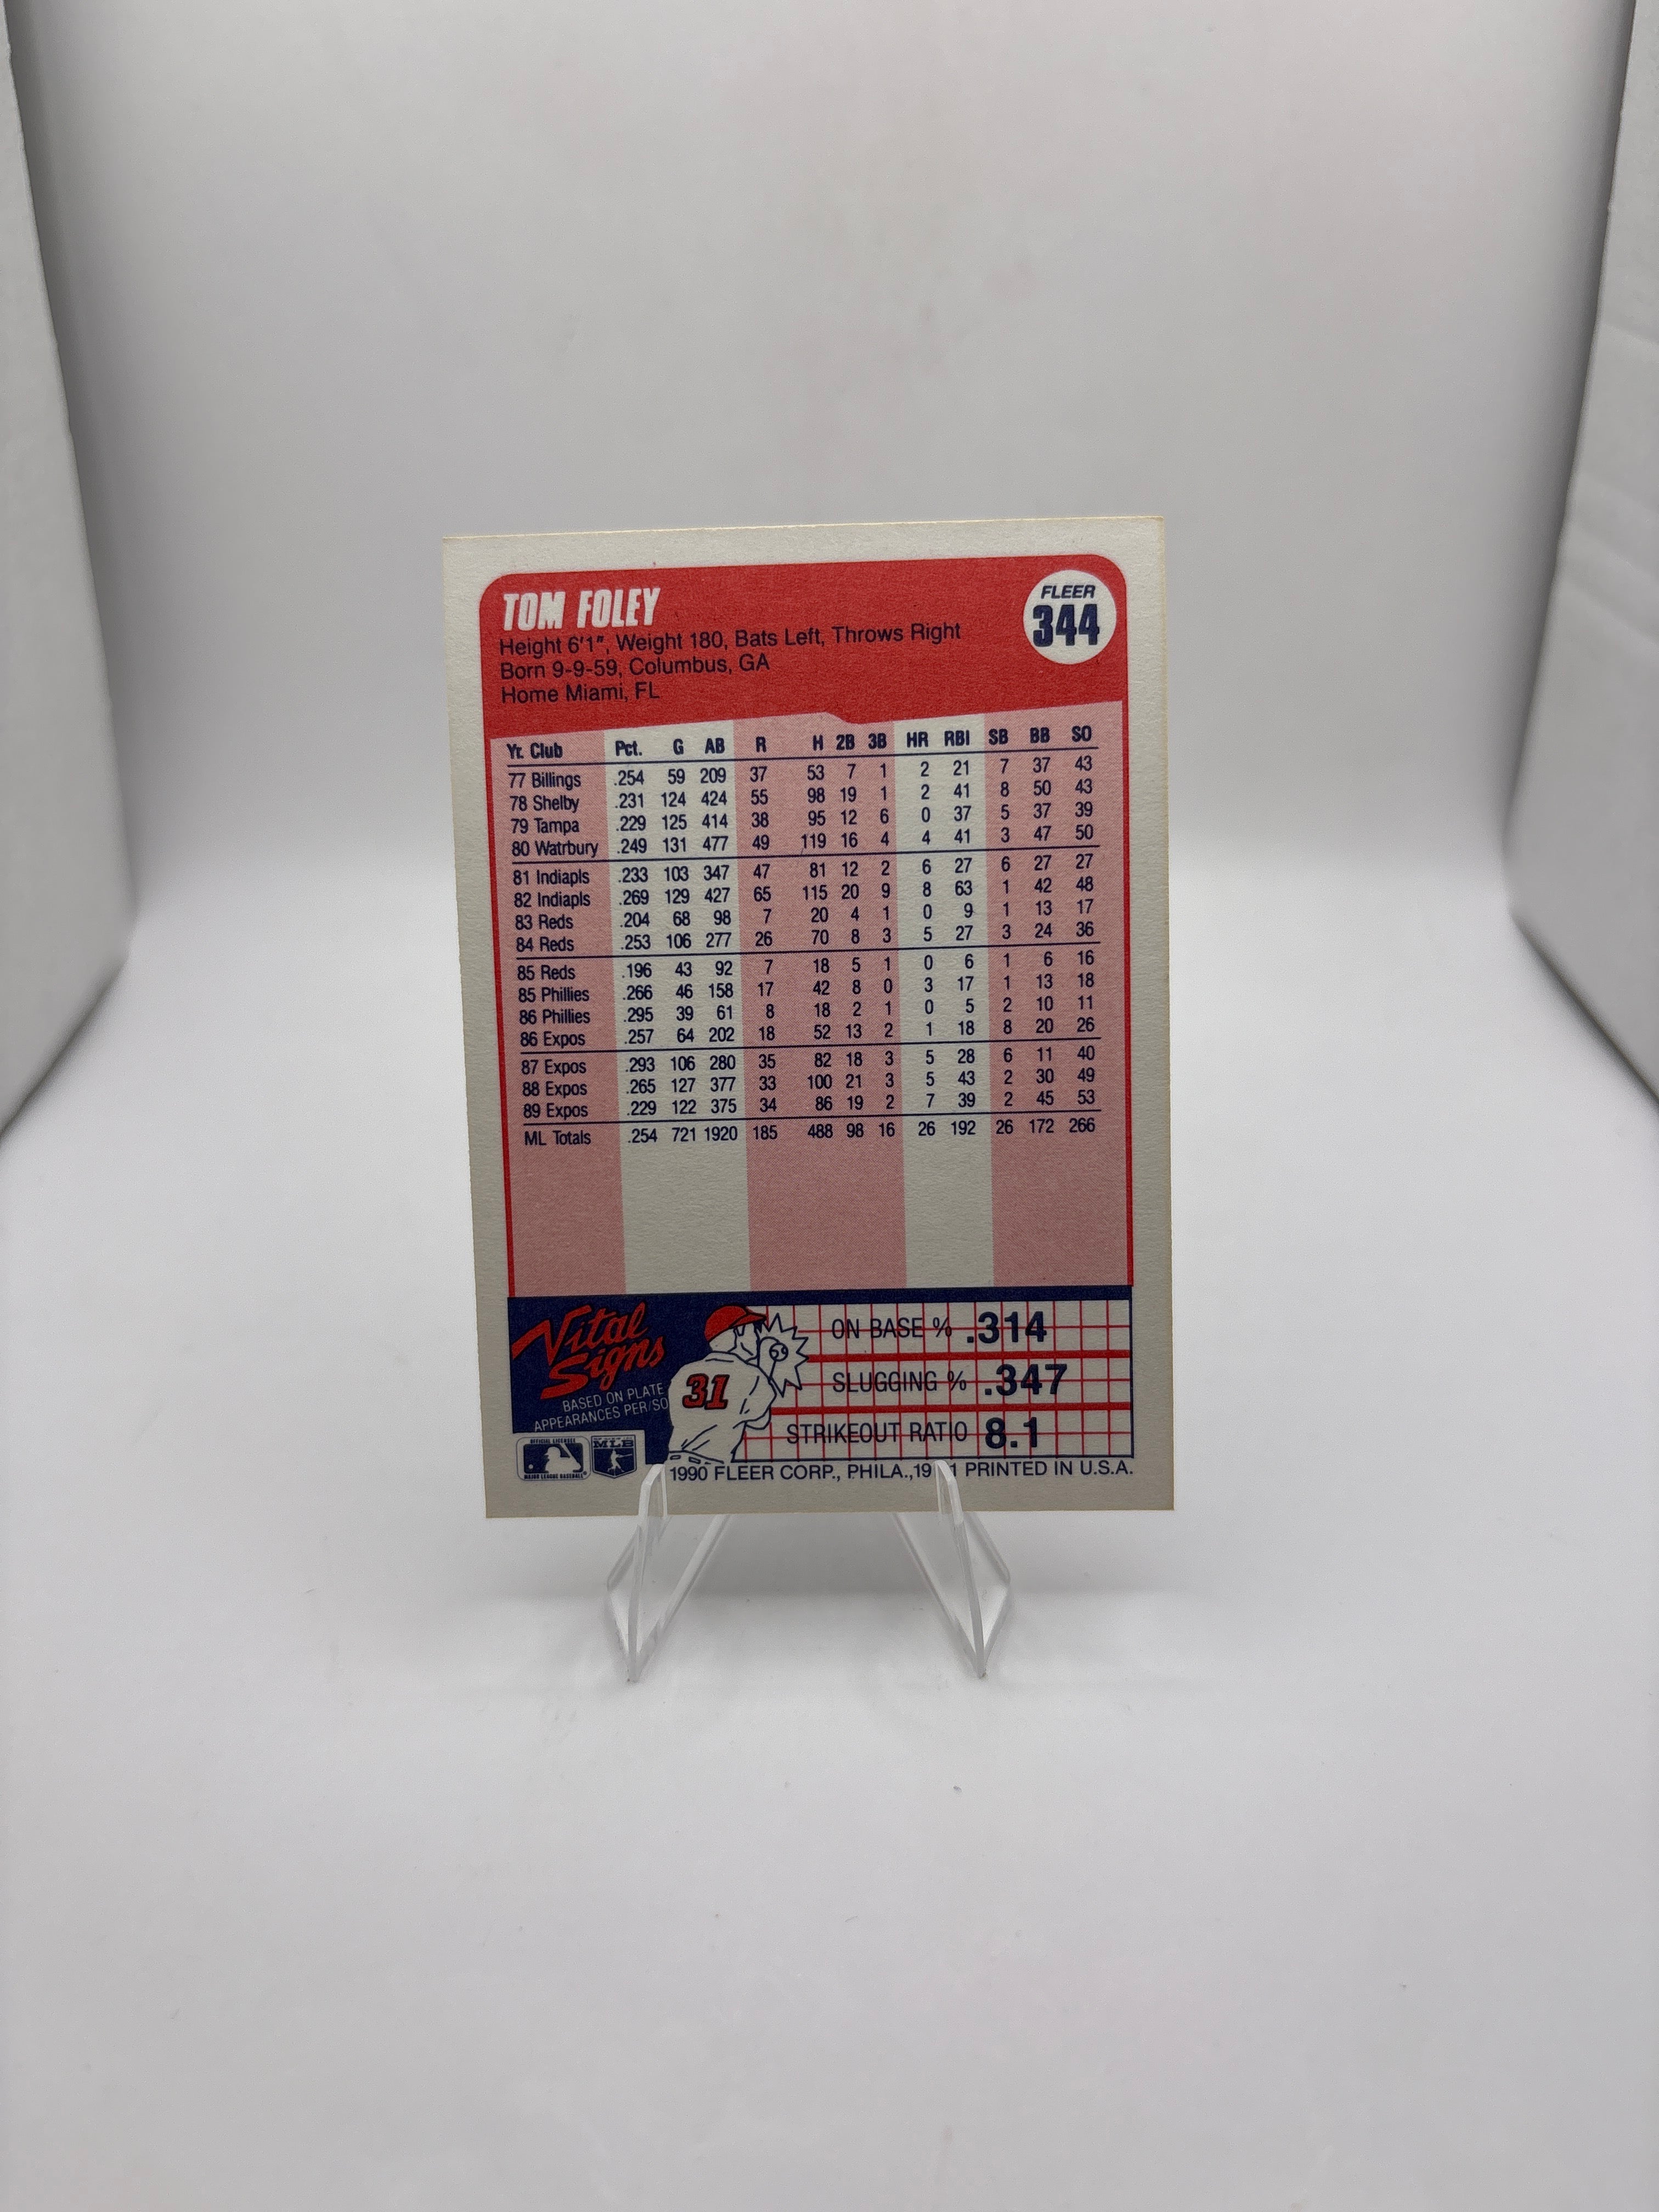 TOM FOLEY
FLEER
344
Height 6'1", Weight 180, Bats Left, Throws Right
Born 9-9-59, Columbus, GA
Home Miami, FL
Yr. Club Pct. G AB R H 2B 3B HR RBI SB BB SO
77 Billings .254 59 209 37 53 7 1 2 21 7 37 43
78 Shelby .231 124 424 55 98 19 1 2 41 8 50 43
79 Tampa .229 125 414 38 95 12 6 0 37 5 37 39
80 Watrbury .249 131 477 49 119 16 4 4 41 3 47 50
81 Indiapls .233 103 347 47 81 12 2 6 27 6 27 27
82 Indiapls .269 129 427 65 115 20 9 8 63 1 42 48
83 Reds .204 68 98 7 20 4 1 0 9 1 13 17
84 Reds .253 106 277 26 70 8 3 5 27 3 24 36
85 Reds .196 43 92 7 18 5 1 0 6 1 6 16
85 Phillies .266 46 158 17 42 8 0 3 17 1 13 18
86 Phillies .295 39 61 8 18 2 1 0 5 2 10 11
86 Expos .257 64 202 18 52 13 2 1 18 8 20 26
87 Expos .293 106 280 35 82 18 3 5 28 6 11 40
88 Expos .265 127 377 33 100 21 3 5 43 2 30 49
89 Expos .229 122 375 34 86 19 2 7 39 2 45 53
ML Totals .254 721 1920 185 488 98 16 26 192 26 172 266
Vital
Signs
BASED ON PLATE
APPEARANCES PER/SO
31
ON BASE % .314
SLUGGING % .347
STRIKEOUT RATIO 8.1
MLB
MAJOR LEAGUE BASEBALL
1990 FLEER CORP., PHILA., PRINTED IN U.S.A.